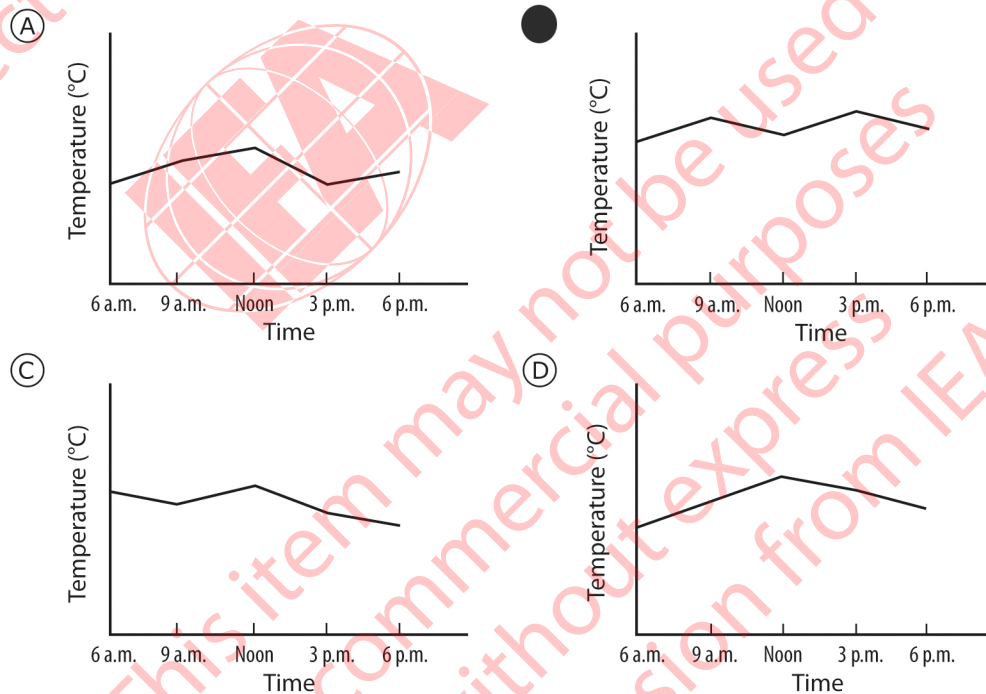 A
Temperature (°C)
6 a.m. 9 a.m. Noon 3 p.m. 6 p.m.
Time
Temperature (°C)
6 a.m. 9 a.m. Noon 3 p.m. 6 p.m.
Time
C
Temperature (°C)
6 a.m. 9 a.m. Noon 3 p.m. 6 p.m.
Time
D
Temperature (°C)
6 a.m. 9 a.m. Noon 3 p.m. 6 p.m.
Time
IEA
This item may not be used
commercial purposes
without express
from IEA